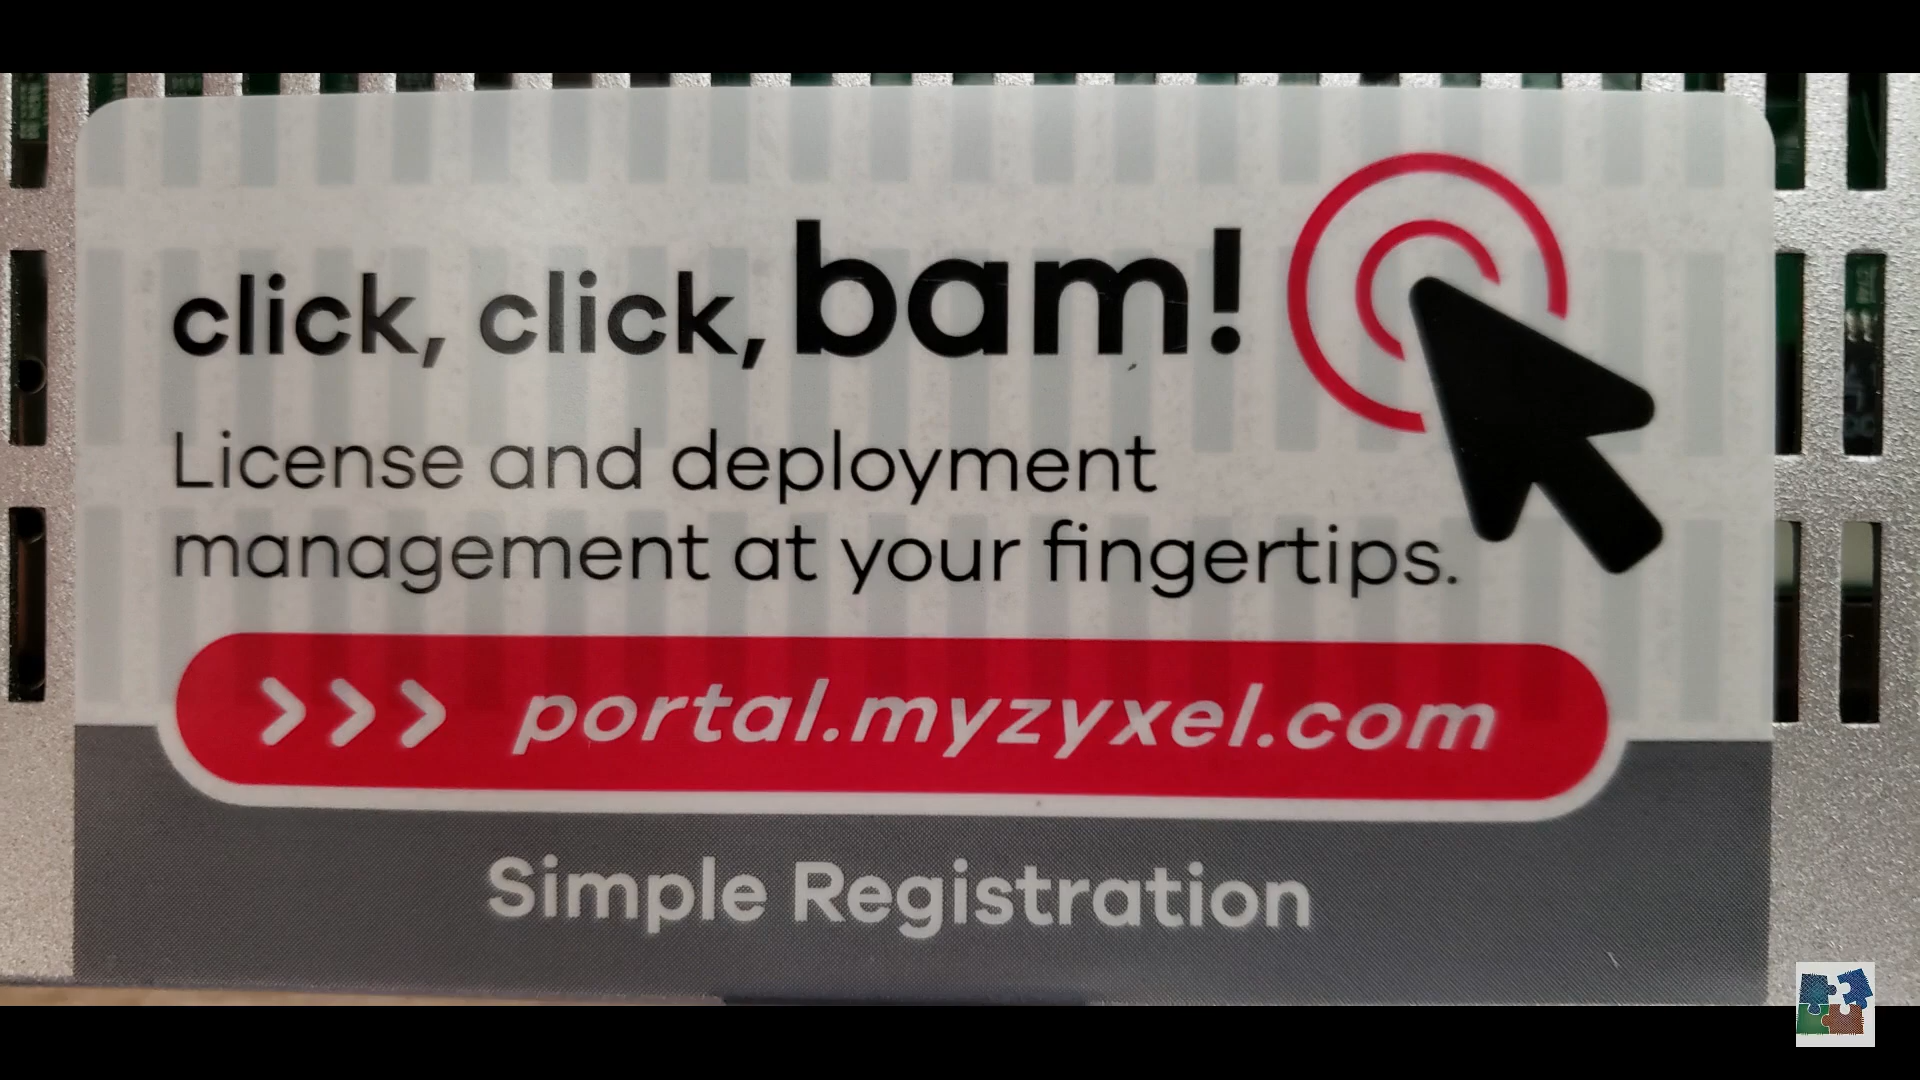 click, click, bam!
License and deployment
management at your fingertips.
>>> portal.myzyxel.com
Simple Registration